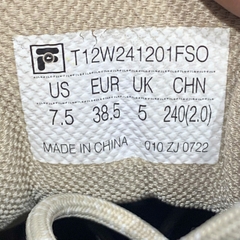 T12W241201FSO
US EUR UK CHN
7.5 38.5 5 240(2.0)
MADE IN CHINA 010 ZJ 0722